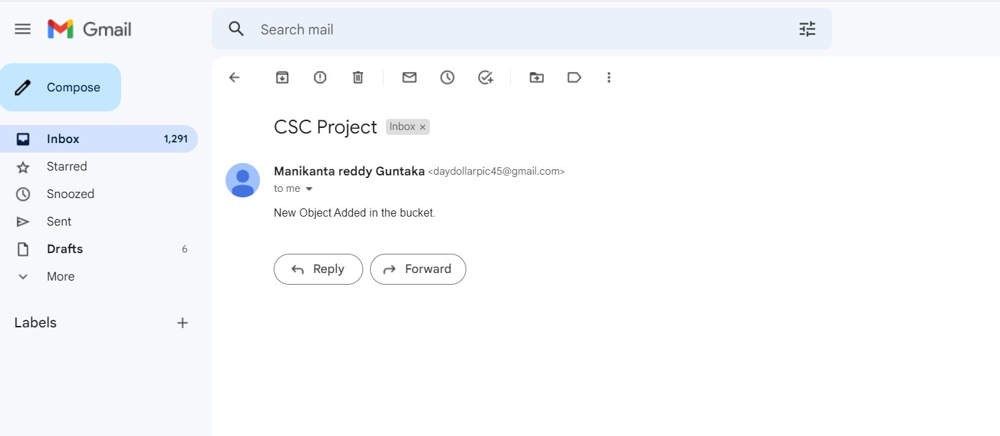 Gmail
Search mail
Compose
Inbox 1,291
Starred
Snoozed
Sent
Drafts 6
More
Labels
CSC Project Inbox ×
Manikanta reddy Guntaka <daydollarpic45@gmail.com>
to me
New Object Added in the bucket.
Reply Forward